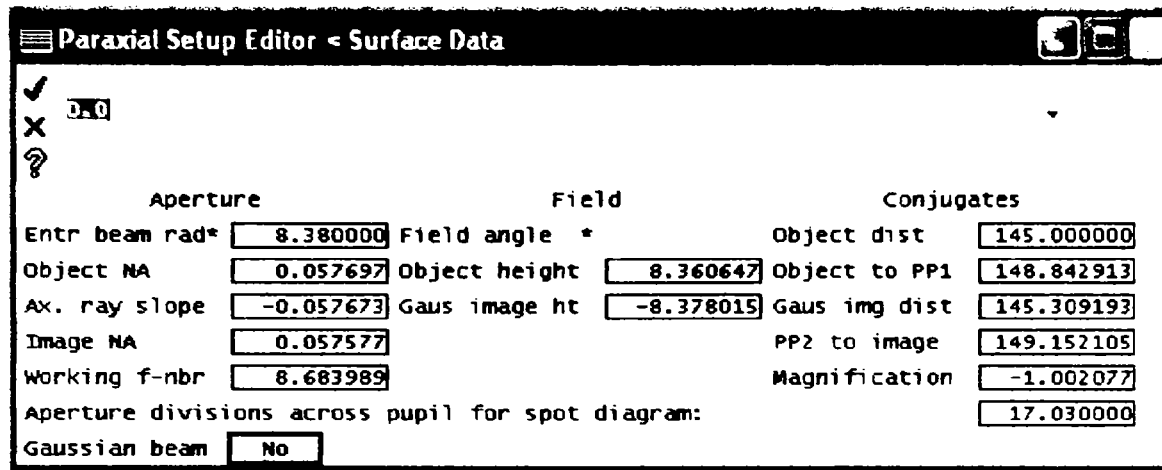 Paraxial Setup Editor < Surface Data
0.0
Aperture Field Conjugates
Entr beam rad* 8.380000 Field angle * Object dist 145.000000
Object NA 0.057697 Object height 8.360647 Object to PP1 148.842913
Ax. ray slope -0.057673 Gaus image ht -8.378015 Gaus img dist 145.309193
Image NA 0.057577 PP2 to image 149.152105
Working f-nbr 8.683989 Magnification -1.002077
Aperture divisions across pupil for spot diagram: 17.030000
Gaussian beam No